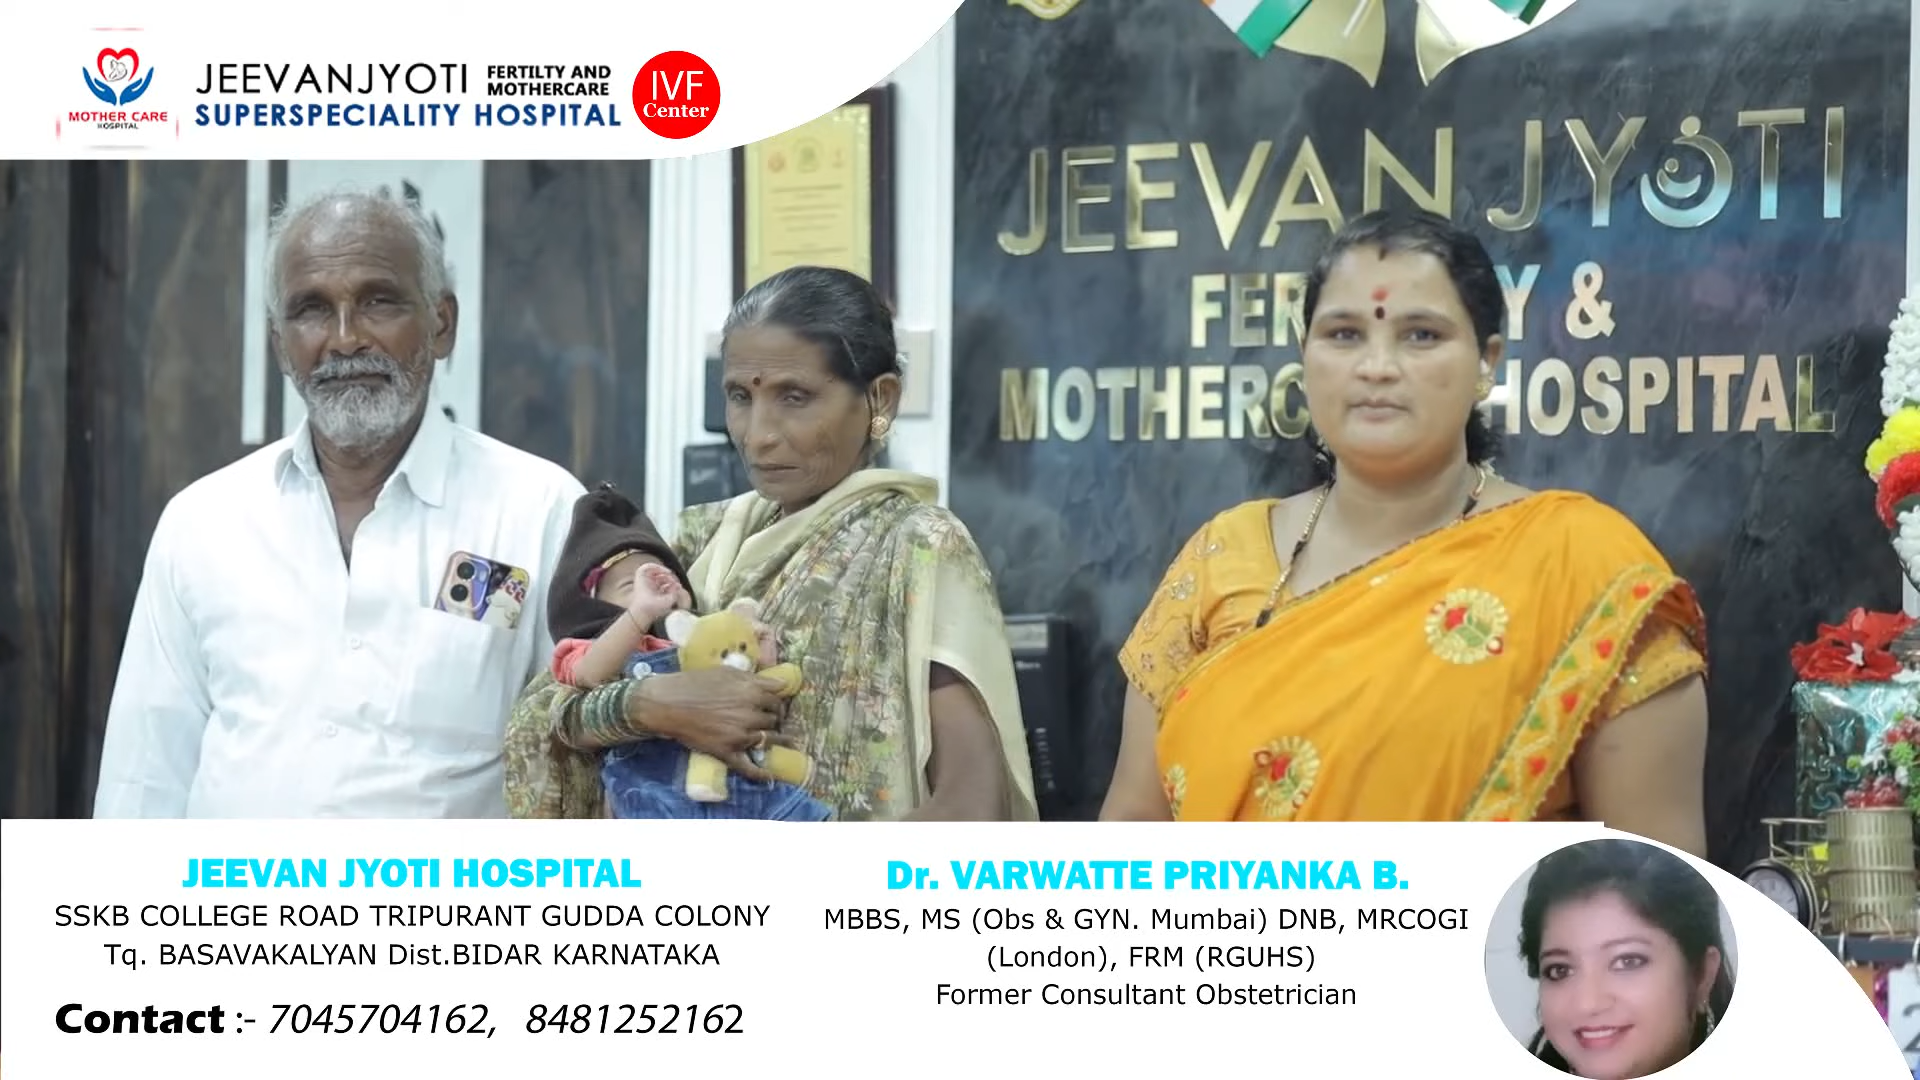 MOTHER CARE
HOSPITAL
JEEVANJYOTI FERTILTY AND
MOTHERCARE
SUPERSPECIALITY HOSPITAL
IVF
Center
JEEVAN JYOTI
FER Y &
MOTHERC HOSPITAL
JEEVAN JYOTI HOSPITAL
SSKB COLLEGE ROAD TRIPURANT GUDDA COLONY
Tq. BASAVAKALYAN Dist.BIDAR KARNATAKA
Contact :- 7045704162, 8481252162
Dr. VARWATTE PRIYANKA B.
MBBS, MS (Obs & GYN. Mumbai) DNB, MRCOGI
(London), FRM (RGUHS)
Former Consultant Obstetrician